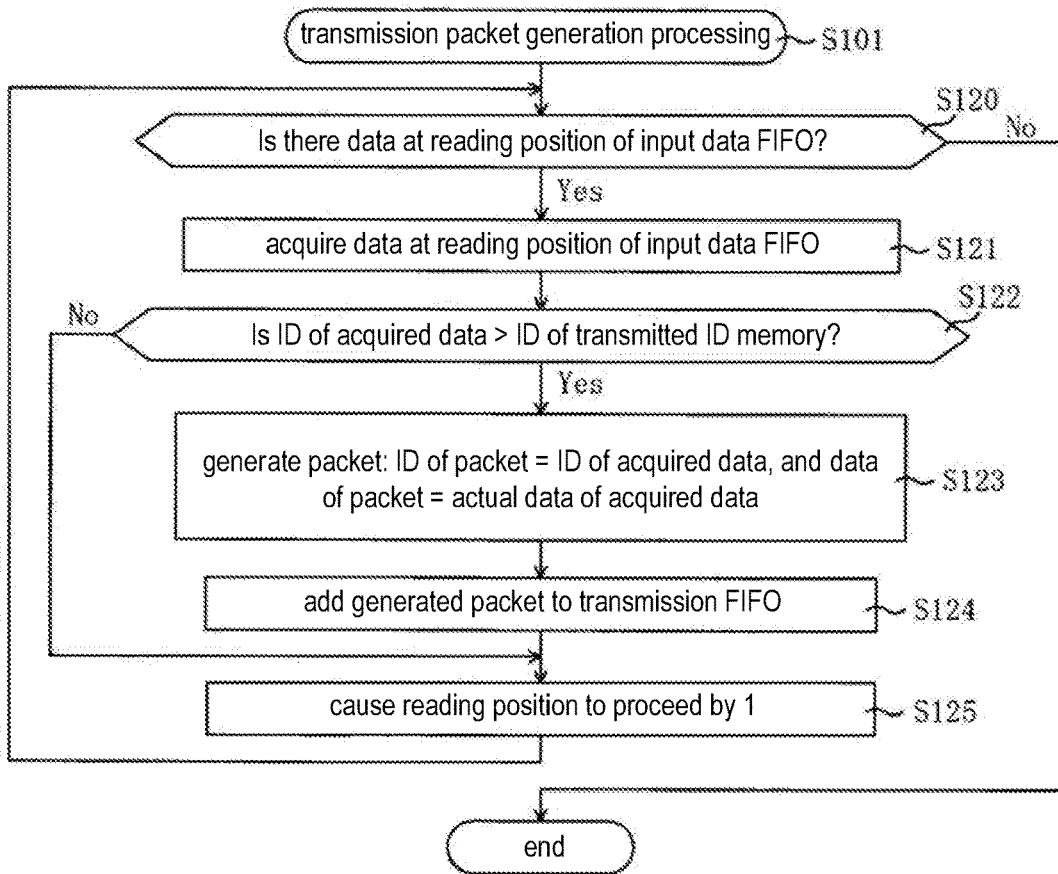 transmission packet generation processing
S101
S120
Is there data at reading position of input data FIFO?
No
Yes
acquire data at reading position of input data FIFO
S121
S122
No
Is ID of acquired data > ID of transmitted ID memory?
Yes
generate packet: ID of packet = ID of acquired data, and data
of packet = actual data of acquired data
S123
add generated packet to transmission FIFO
S124
cause reading position to proceed by 1
S125
end